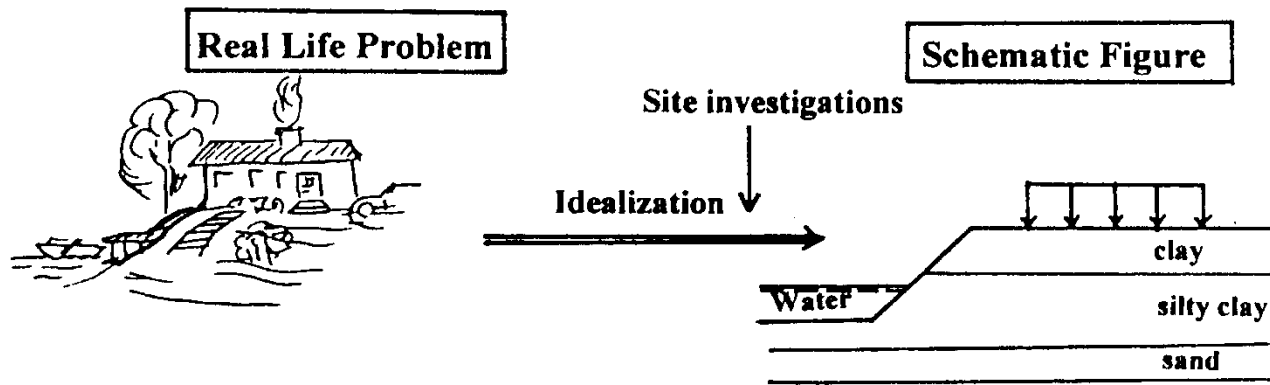 Real Life Problem
Schematic Figure
Site investigations
Idealization
clay
Water
silty clay
sand